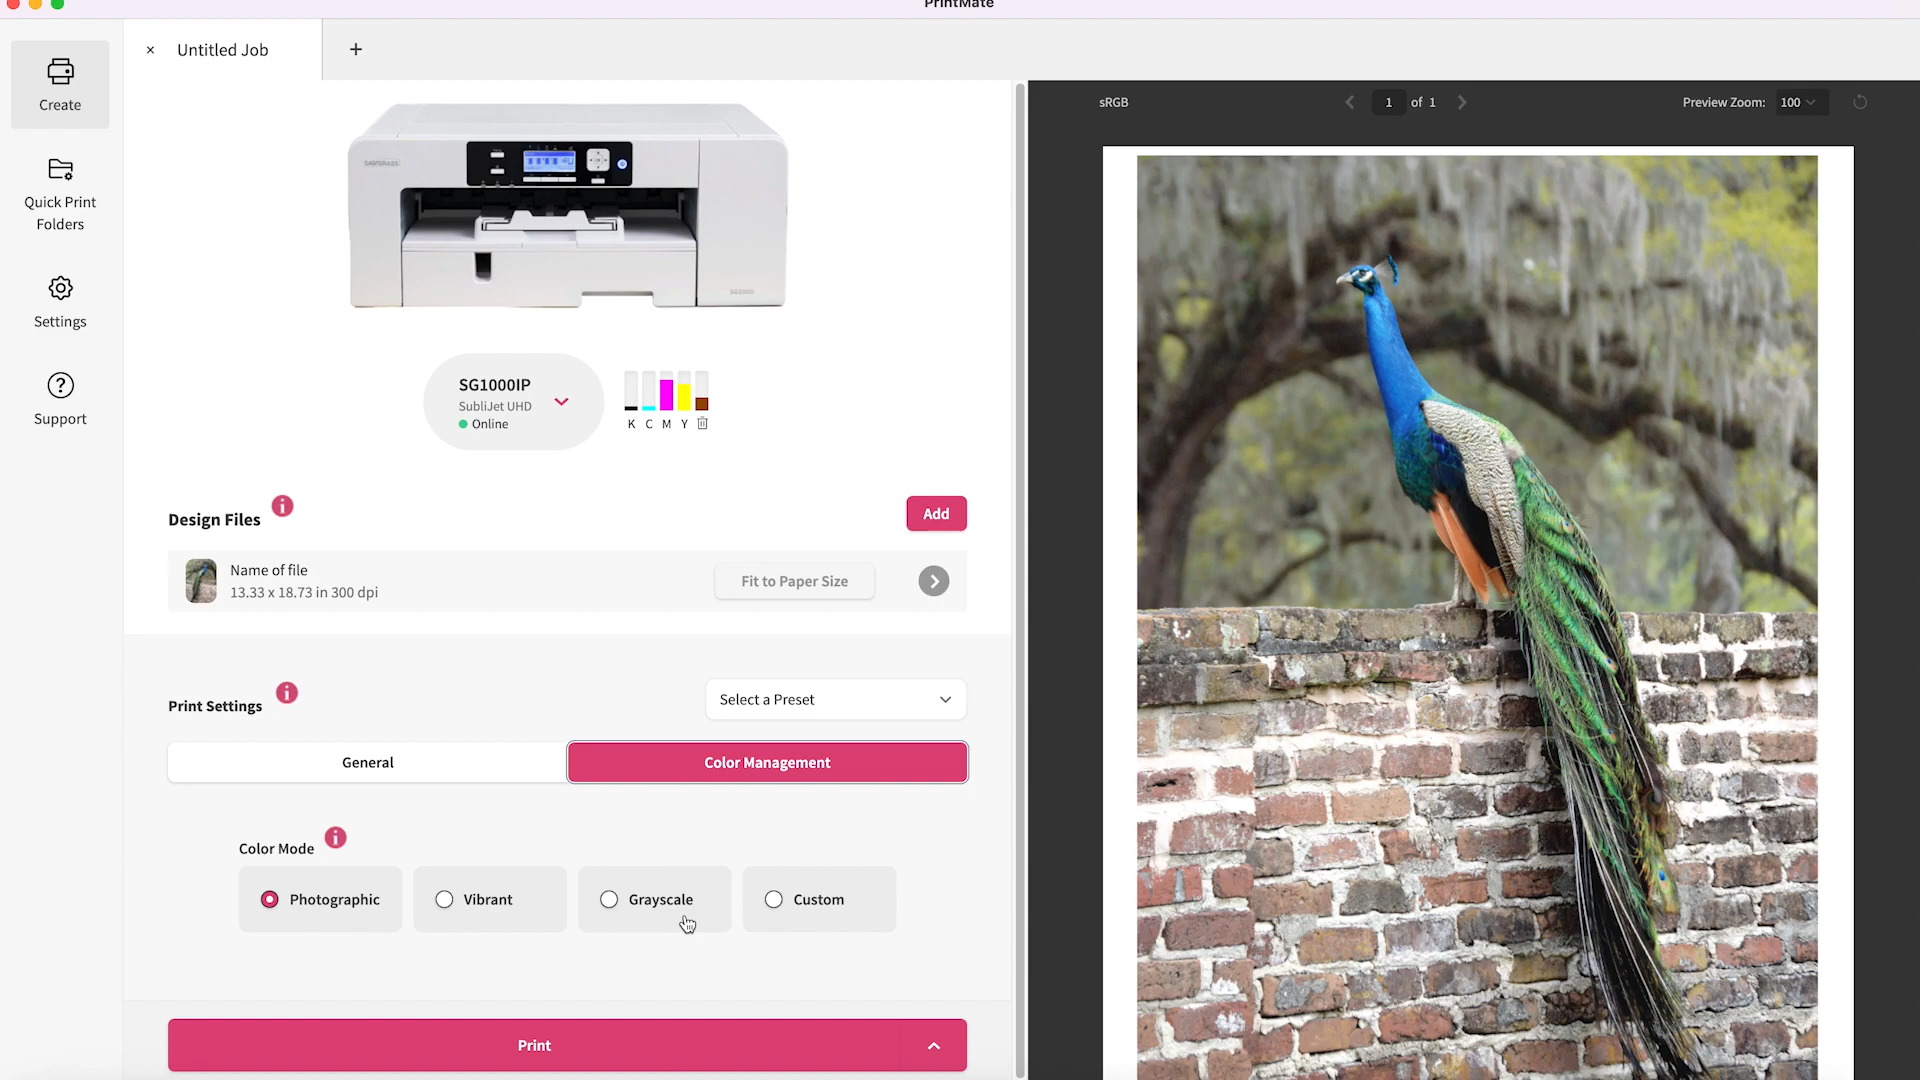 PrintMate
Untitled Job
Create
Quick Print
Folders
Settings
Support
SAWGRASS
SG1000
SG1000IP
SubliJet UHD
Online
K C M Y
Design Files
Add
Name of file
13.33 x 18.73 in 300 dpi
Fit to Paper Size
Print Settings
Select a Preset
General
Color Management
Color Mode
Photographic
Vibrant
Grayscale
Custom
Print
sRGB
1 of 1
Preview Zoom: 100